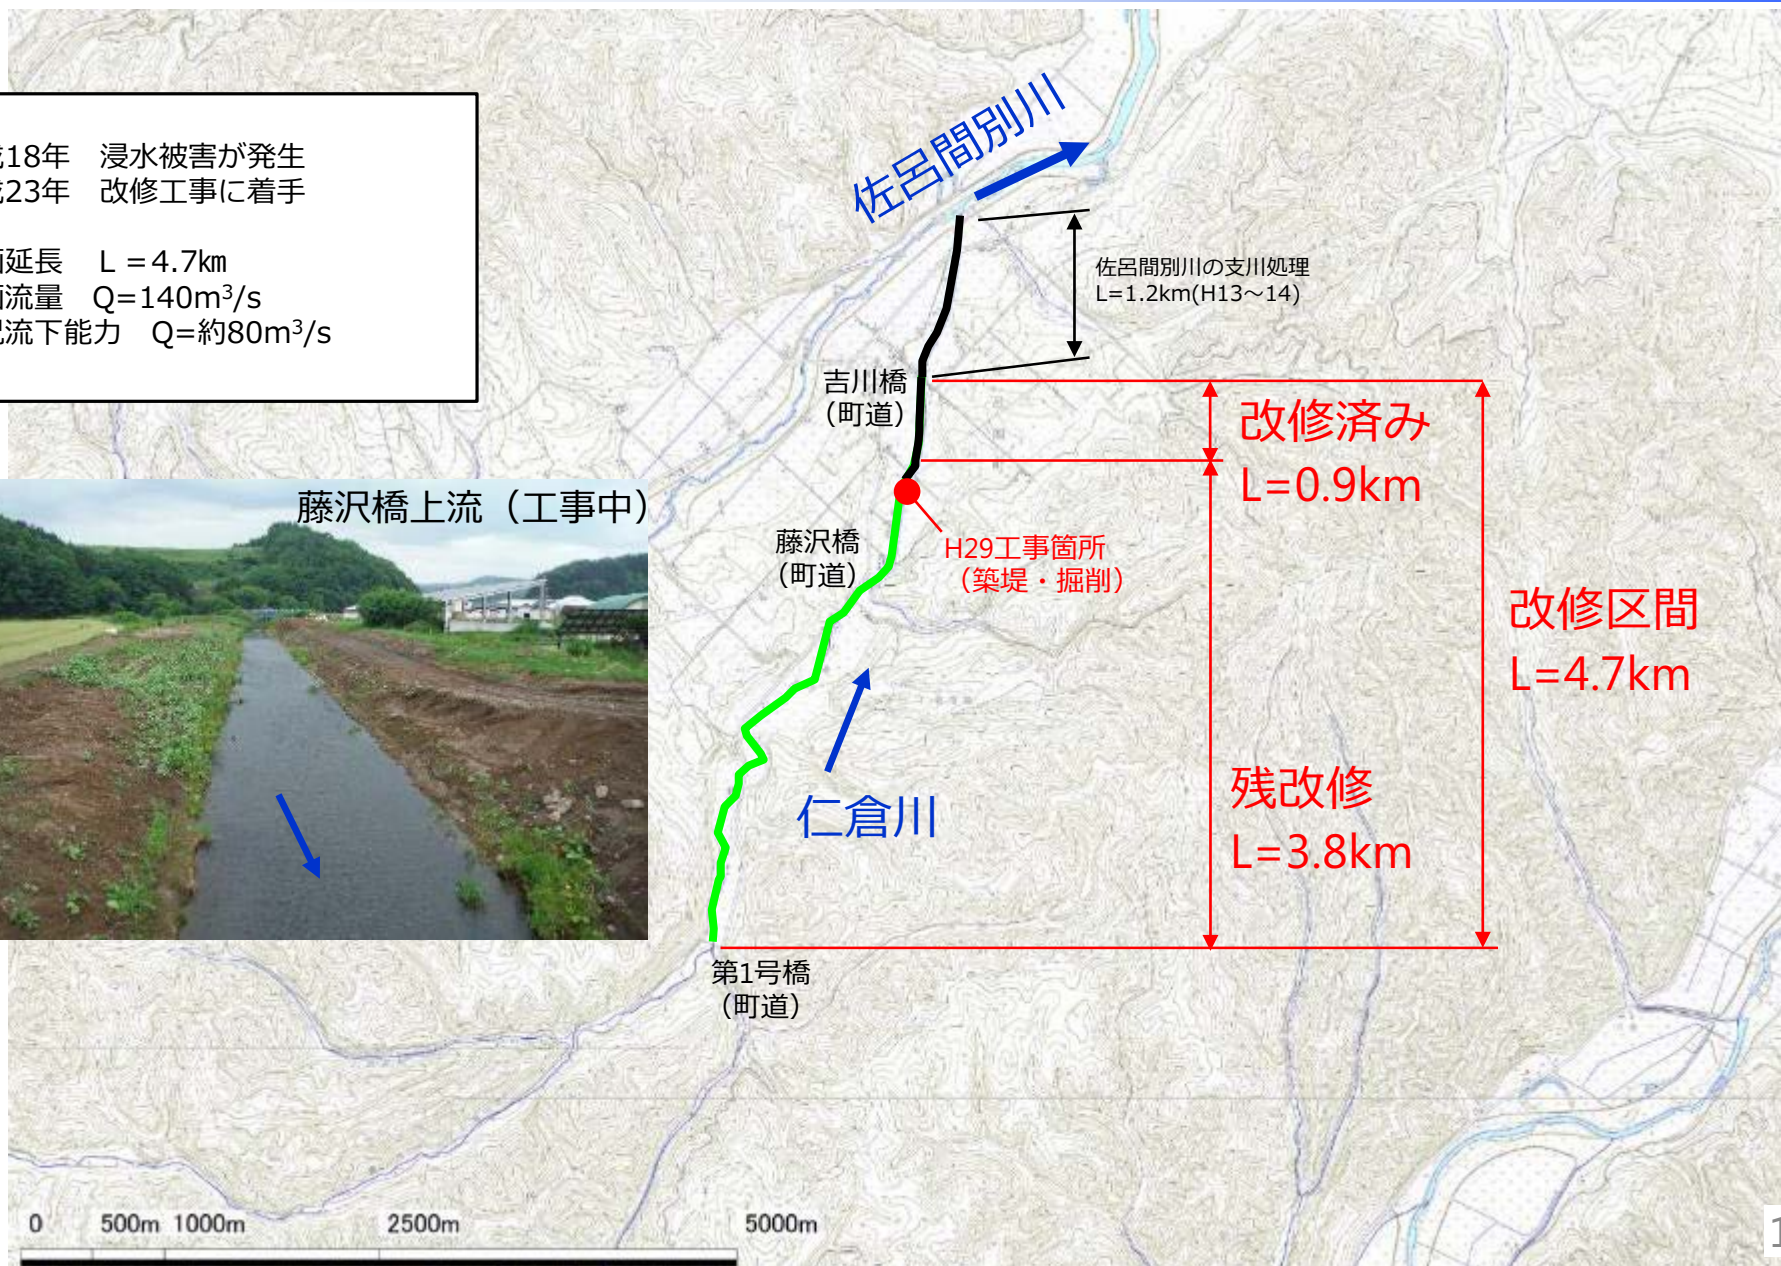 18年　浸水被害が発生
23年　改修工事に着手
延長　L＝4.7㎞
流量　Q=140m³/s
流下能力　Q=約80m³/s
佐呂間別川
佐呂間別川の支川処理
L=1.2km(H13～14)
吉川橋
（町道）
改修済み
L=0.9km
藤沢橋上流（工事中）
藤沢橋
（町道）
H29工事箇所
（築堤・掘削）
改修区間
L=4.7km
残改修
L=3.8km
仁倉川
第1号橋
（町道）
0 500m 1000m 2500m 5000m